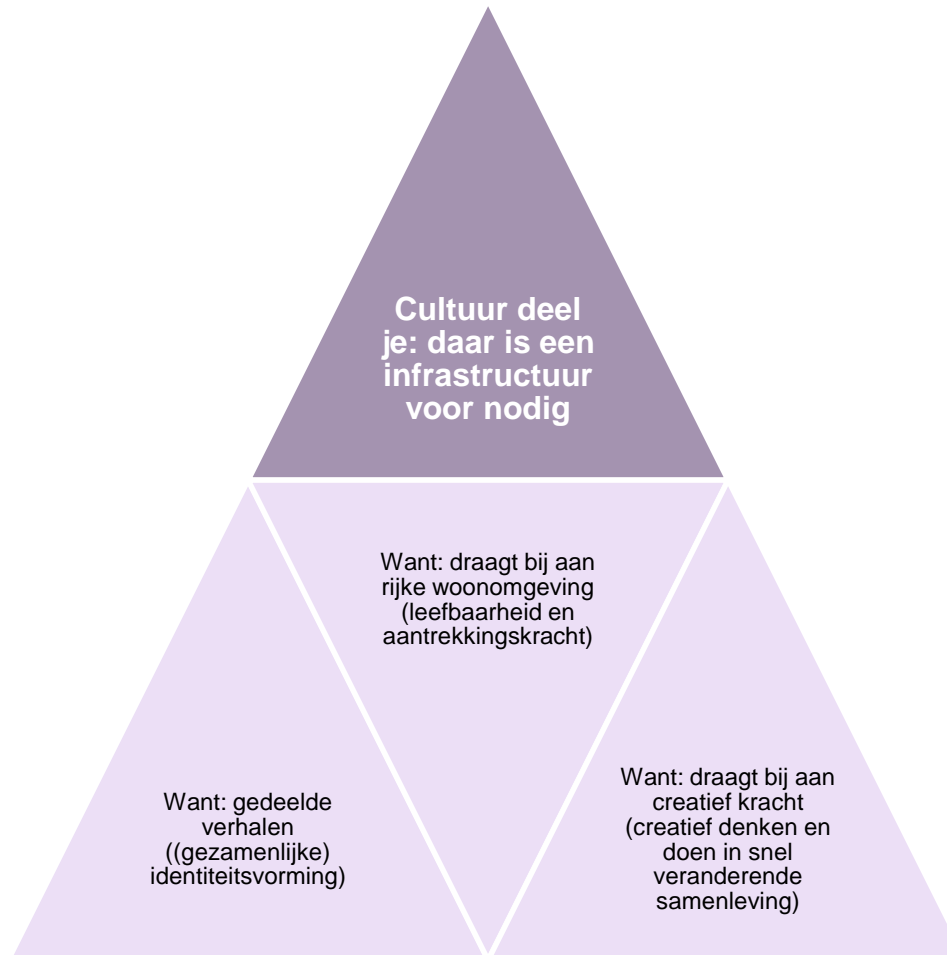 Cultuur deel
je: daar is een
infrastructuur
voor nodig
Want: draagt bij aan
rijke woonomgeving
(leefbaarheid en
aantrekkingskracht)
Want: gedeelde
verhalen
((gezamenlijke)
identiteitsvorming)
Want: draagt bij aan
creatief kracht
(creatief denken en
doen in snel
veranderende
samenleving)